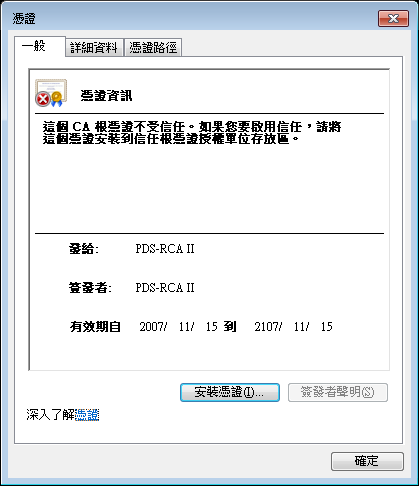 憑證
一般 詳細資料 憑證路徑
憑證資訊
這個 CA 根憑證不受信任。如果您要啟用信任，請將
這個憑證安裝到信任根憑證授權單位存放區。
發給: PDS-RCA II
簽發者: PDS-RCA II
有效期自 2007/ 11/ 15 到 2107/ 11/ 15
安裝憑證(I)... 簽發者聲明(S)
深入了解憑證
確定